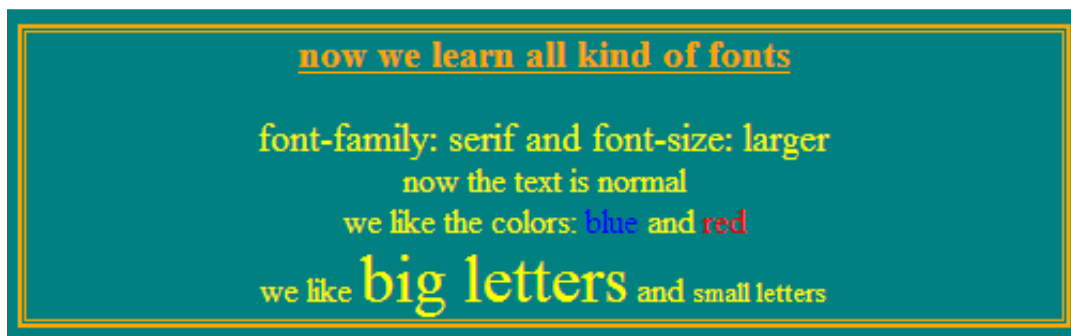 now we learn all kind of fonts
font-family: serif and font-size: larger
now the text is normal
we like the colors: blue and red
we like big letters and small letters